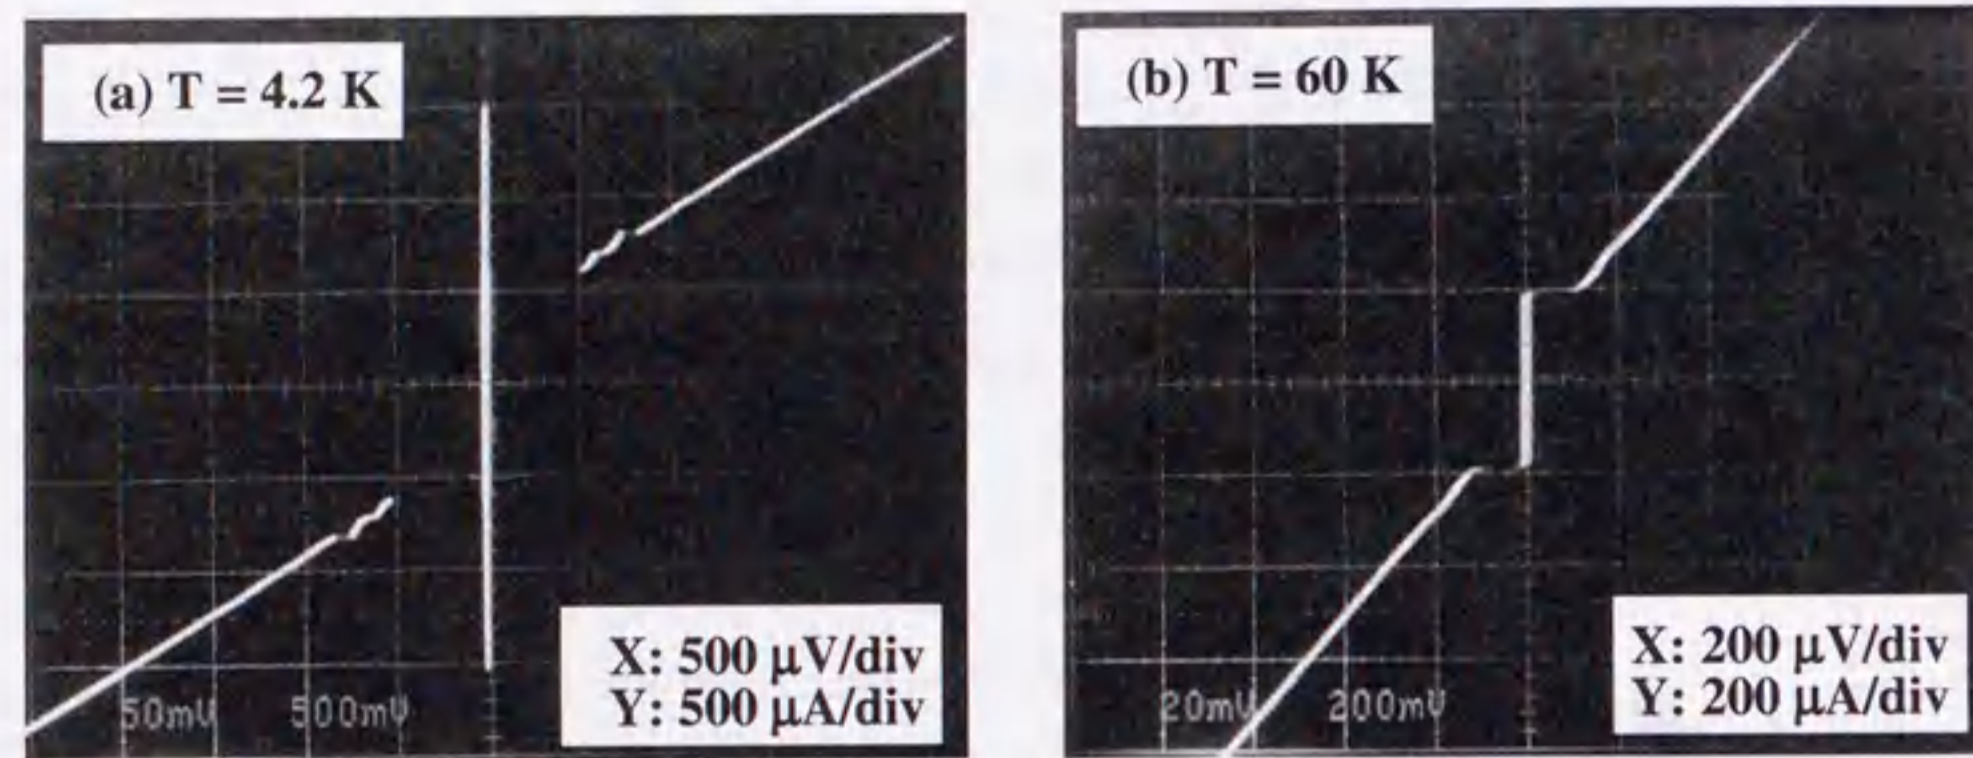 (a) T = 4.2 K
50mV 500mV
X: 500 μV/div
Y: 500 μA/div
(b) T = 60 K
20mV 200mV
X: 200 μV/div
Y: 200 μA/div